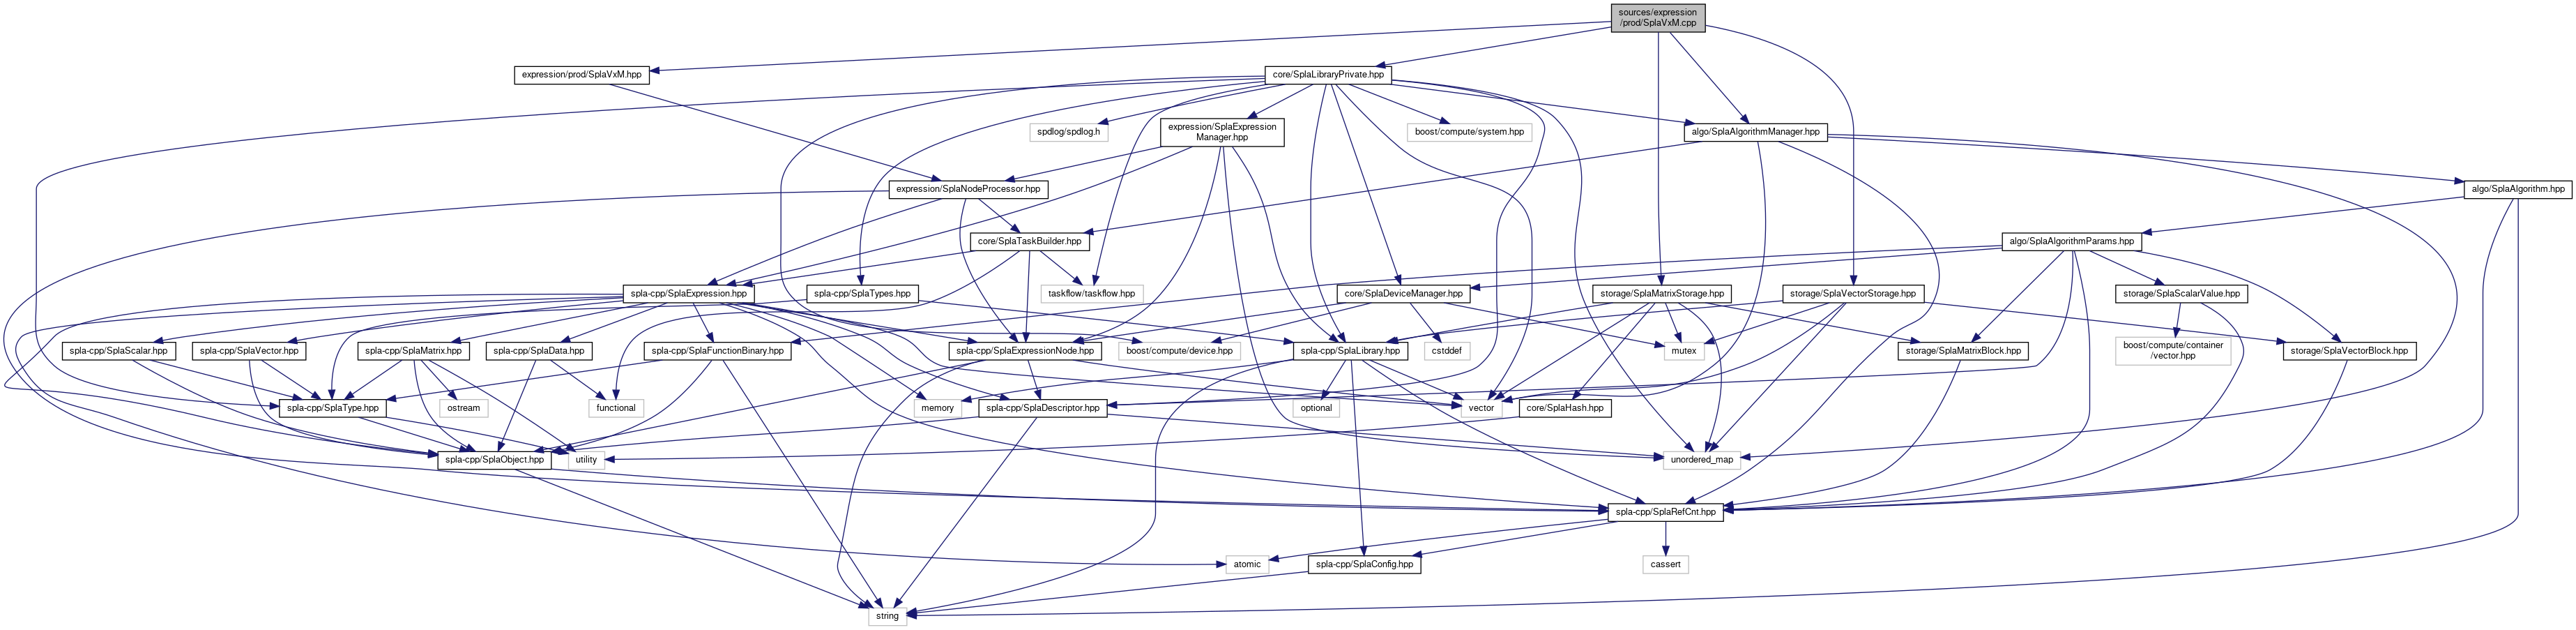 sources/expression
/prod/SplaVxM.cpp
expression/prod/SplaVxM.hpp
core/SplaLibraryPrivate.hpp
spdlog/spdlog.h
expression/SplaExpression
Manager.hpp
boost/compute/system.hpp
algo/SplaAlgorithmManager.hpp
expression/SplaNodeProcessor.hpp
algo/SplaAlgorithm.hpp
core/SplaTaskBuilder.hpp
algo/SplaAlgorithmParams.hpp
spla-cpp/SplaExpression.hpp
spla-cpp/SplaTypes.hpp
taskflow/taskflow.hpp
core/SplaDeviceManager.hpp
storage/SplaMatrixStorage.hpp
storage/SplaVectorStorage.hpp
storage/SplaScalarValue.hpp
spla-cpp/SplaScalar.hpp
spla-cpp/SplaVector.hpp
spla-cpp/SplaMatrix.hpp
spla-cpp/SplaData.hpp
spla-cpp/SplaFunctionBinary.hpp
spla-cpp/SplaExpressionNode.hpp
boost/compute/device.hpp
spla-cpp/SplaLibrary.hpp
cstddef
mutex
storage/SplaMatrixBlock.hpp
boost/compute/container
/vector.hpp
storage/SplaVectorBlock.hpp
spla-cpp/SplaType.hpp
ostream
functional
memory
spla-cpp/SplaDescriptor.hpp
optional
vector
core/SplaHash.hpp
spla-cpp/SplaObject.hpp
utility
unordered_map
spla-cpp/SplaRefCnt.hpp
atomic
spla-cpp/SplaConfig.hpp
cassert
string